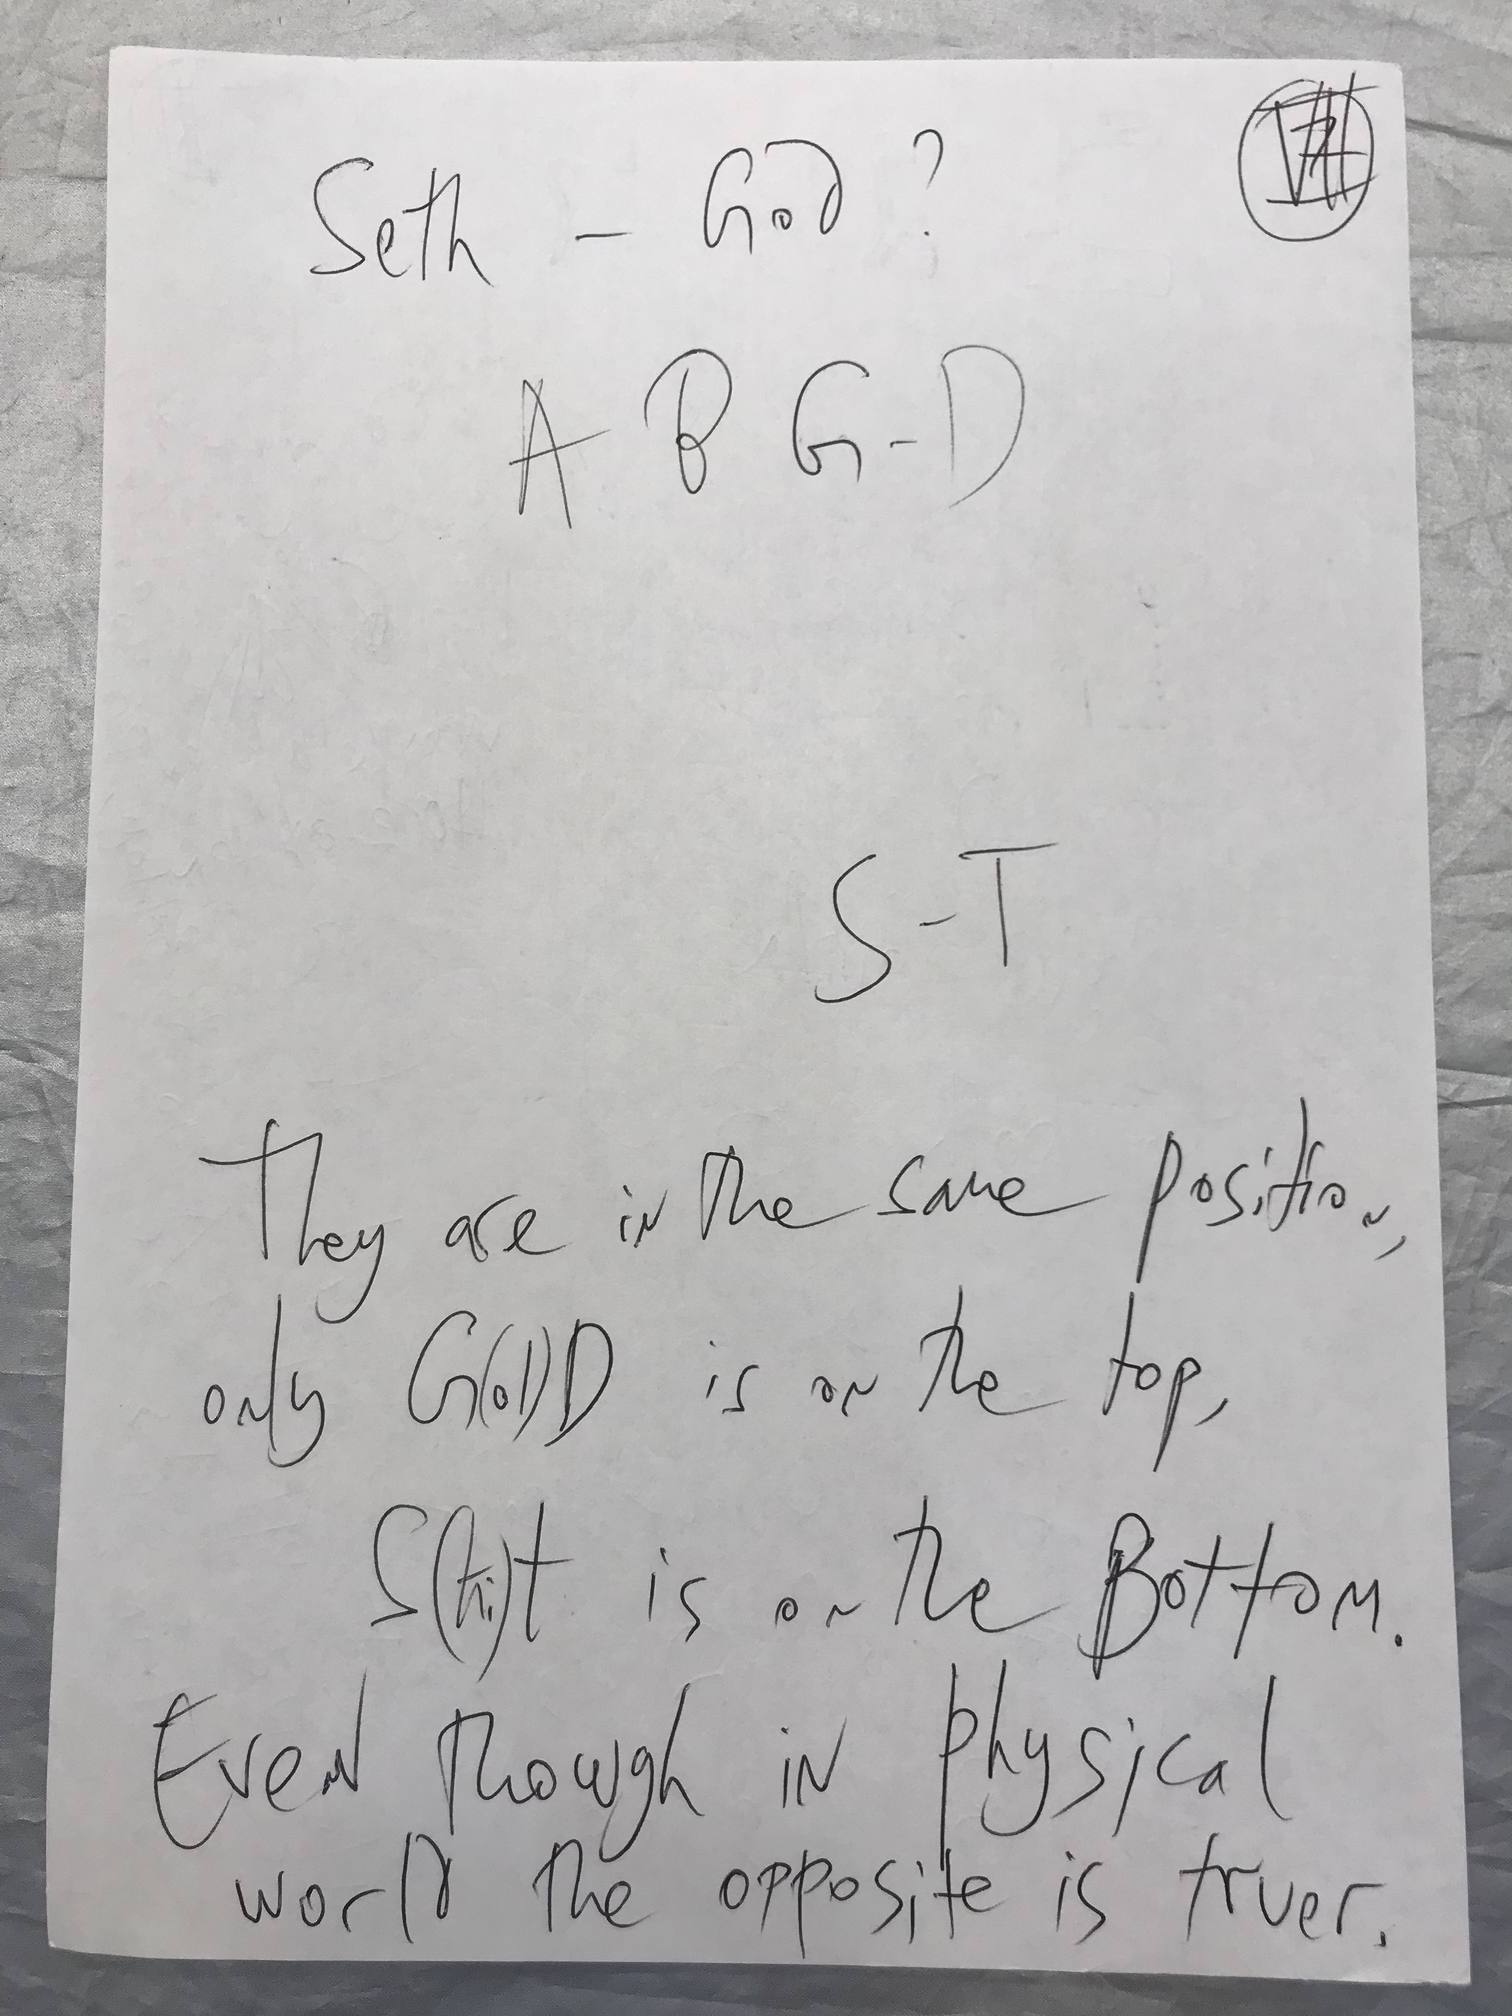 Seth - GoD?
A B G-D
S-T
They are in the same position,
only G(o)D is on the top,
S(hi)t is on the Bottom.
Even though in physical
world the opposite is truer.